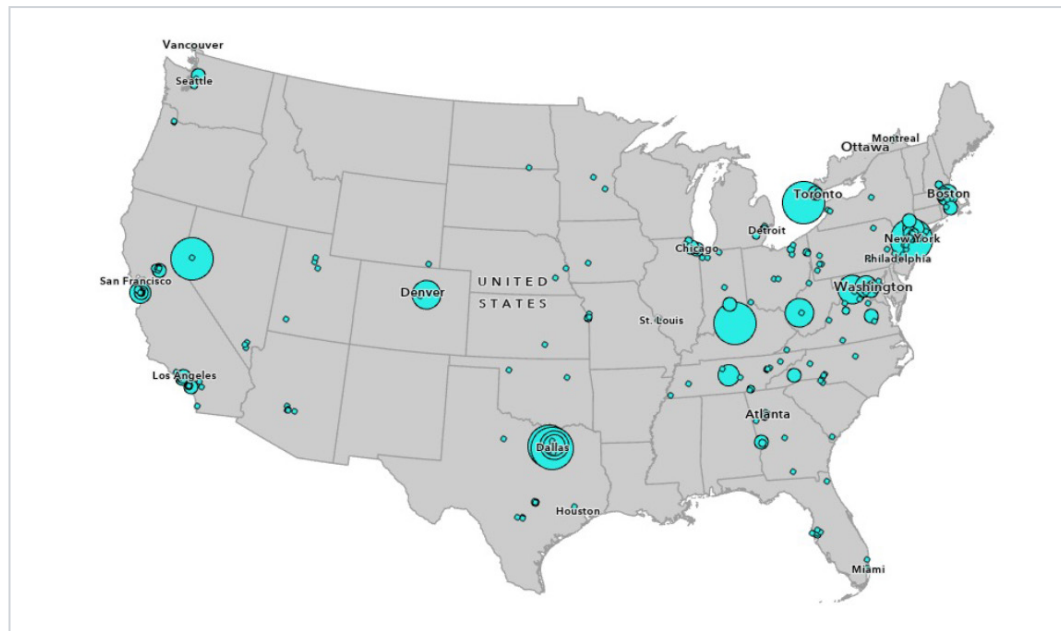 Vancouver
Seattle
Montreal
Ottawa
Toronto
Boston
Detroit
Chicago
New York
Philadelphia
San Francisco
Denver
UNITED
STATES
Washington
St. Louis
Los Angeles
Atlanta
Dallas
Houston
Miami